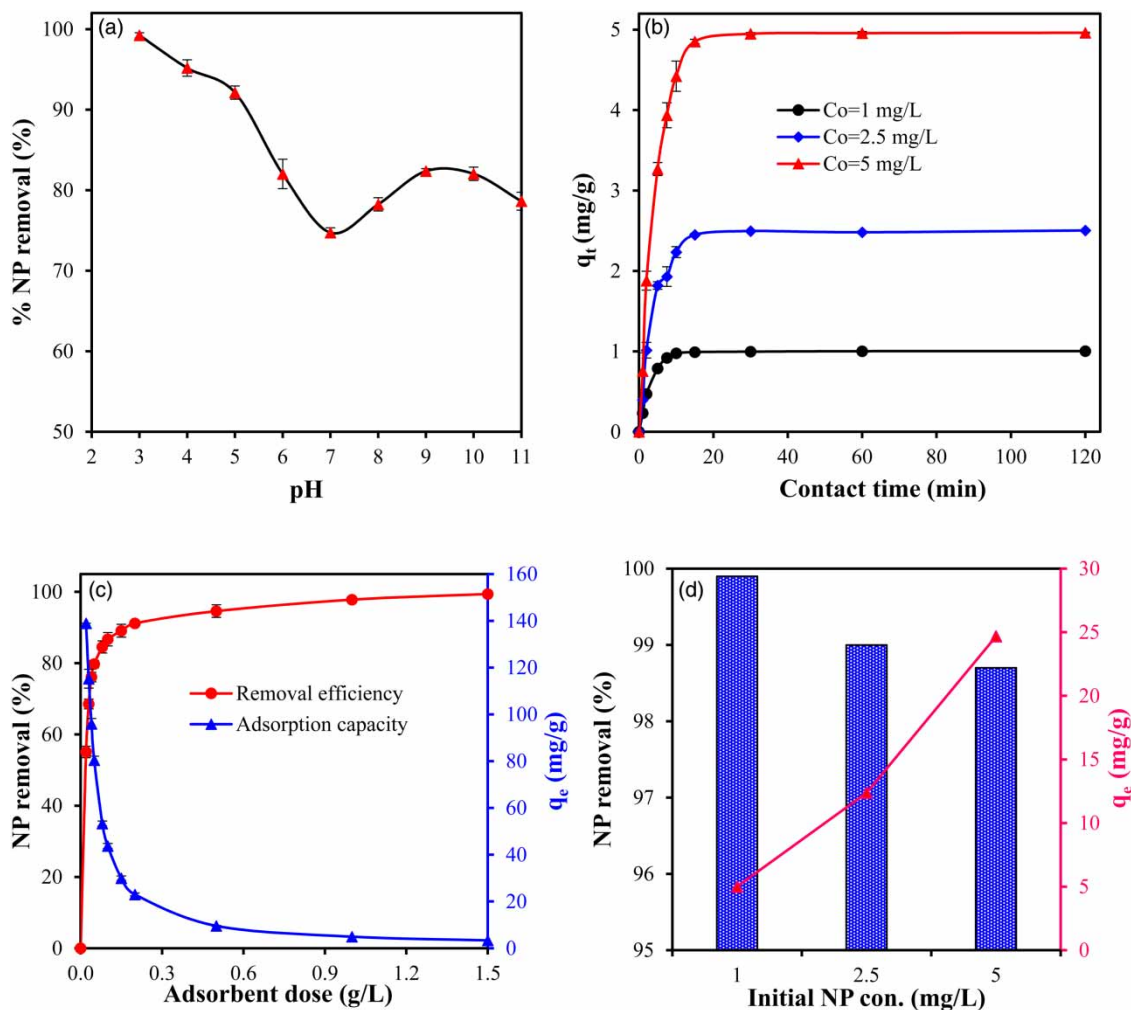 (a)
100
90
80
70
60
50
% NP removal (%)
2 3 4 5 6 7 8 9 10 11
pH
(b)
5
4
3
2
1
0
qt (mg/g)
Co=1 mg/L
Co=2.5 mg/L
Co=5 mg/L
0 20 40 60 80 100 120
Contact time (min)
(c)
100
80
60
40
20
0
NP removal (%)
Removal efficiency
Adsorption capacity
160
140
120
100
80
60
40
20
0
qe (mg/g)
0.0 0.3 0.6 0.9 1.2 1.5
Adsorbent dose (g/L)
(d)
100
99
98
97
96
95
NP removal (%)
30
25
20
15
10
5
0
qe (mg/g)
1 2.5 5
Initial NP con. (mg/L)